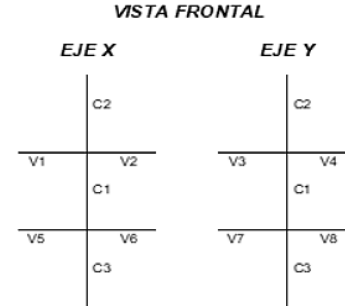 VISTA FRONTAL
EJE X EJE Y
C2 C2
V1 V2 V3 V4
C1 C1
V5 V6 V7 V8
C3 C3